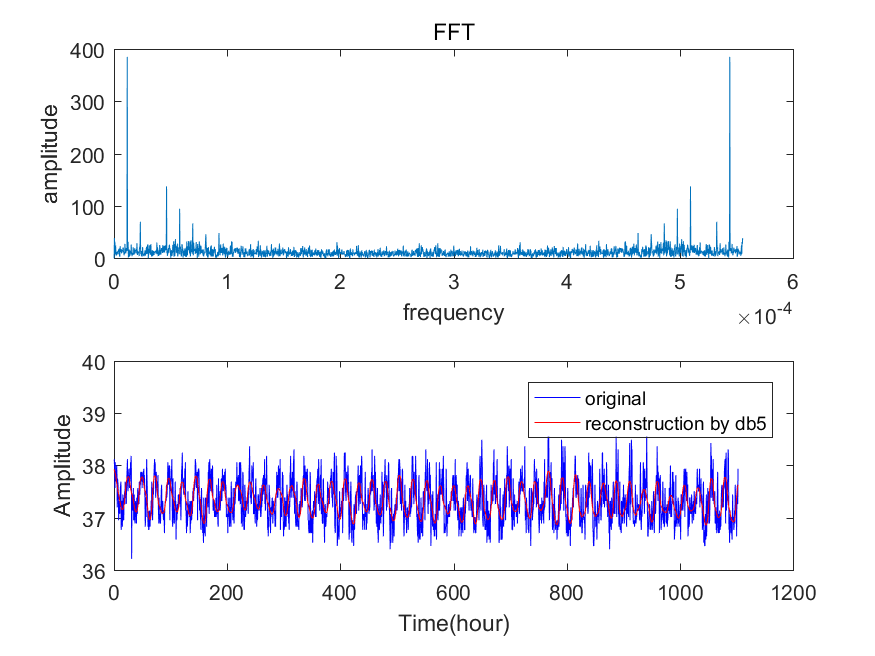 FFT
400
300
200
100
0
amplitude
0 1 2 3 4 5 6
×10-4
frequency
40
39
38
37
36
Amplitude
original
reconstruction by db5
0 200 400 600 800 1000 1200
Time(hour)